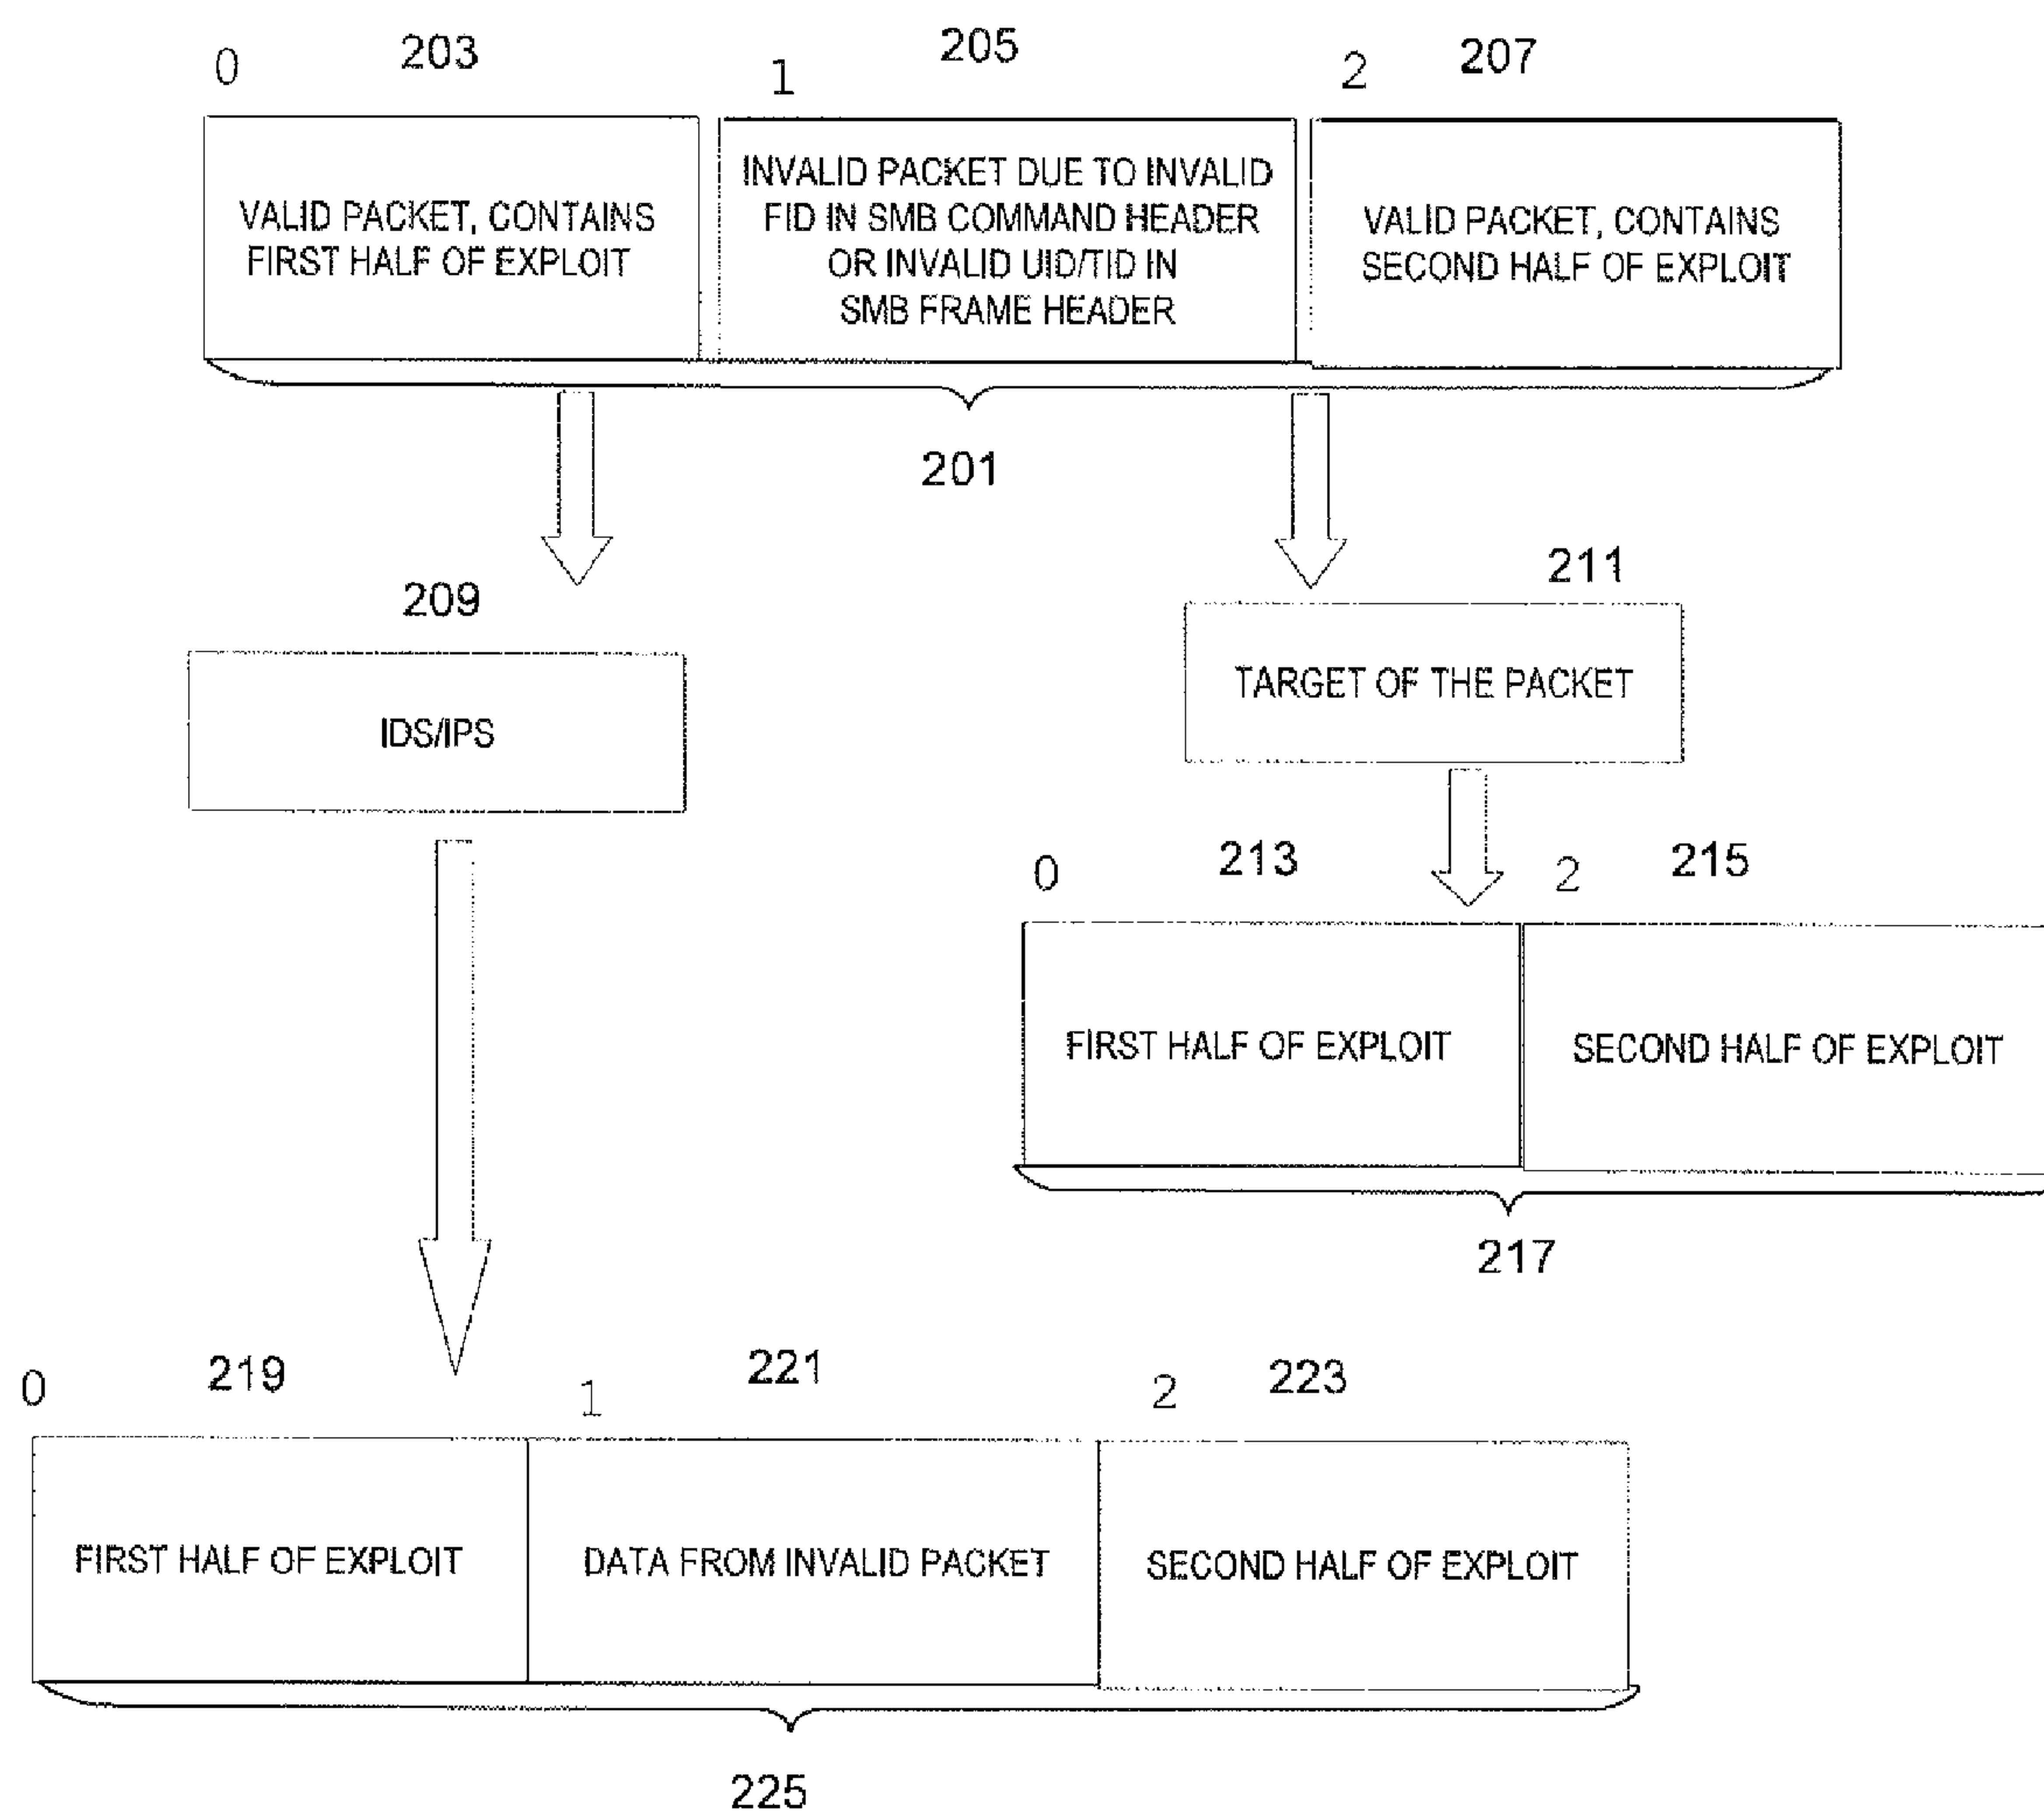 0
203
1
205
2
207
VALID PACKET, CONTAINS
FIRST HALF OF EXPLOIT
INVALID PACKET DUE TO INVALID
FID IN SMB COMMAND HEADER
OR INVALID UID/TID IN
SMB FRAME HEADER
VALID PACKET, CONTAINS
SECOND HALF OF EXPLOIT
201
209
IDS/IPS
211
TARGET OF THE PACKET
0
213
2
215
FIRST HALF OF EXPLOIT
SECOND HALF OF EXPLOIT
217
0
219
1
221
2
223
FIRST HALF OF EXPLOIT
DATA FROM INVALID PACKET
SECOND HALF OF EXPLOIT
225